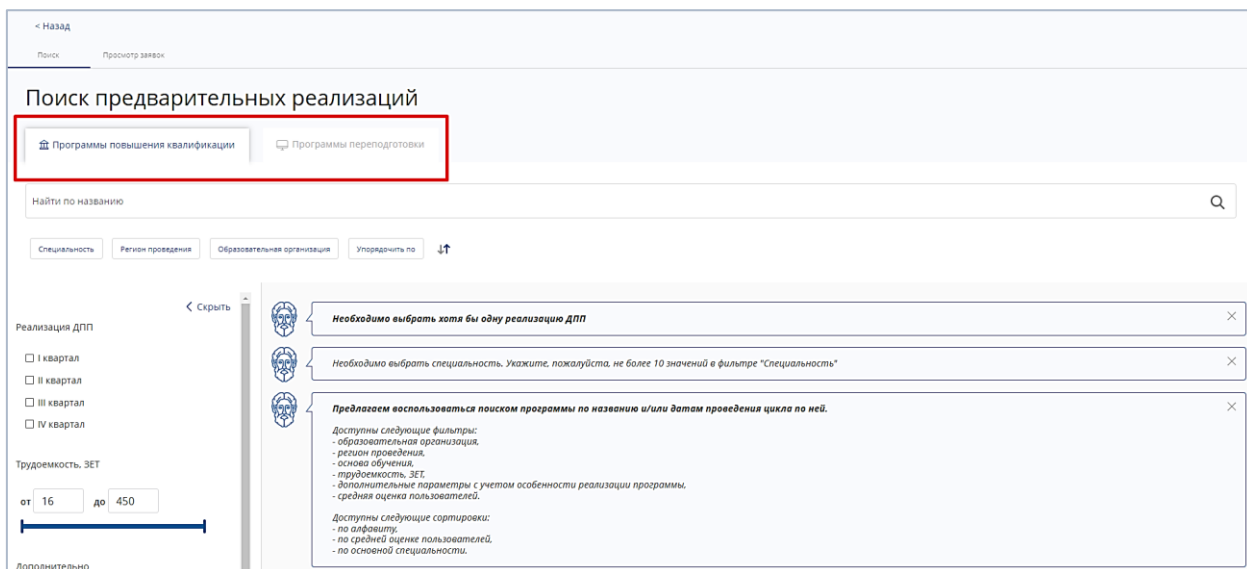 < Назад
Поиск Просмотр заявок
Поиск предварительных реализаций
Программы повышения квалификации Программы переподготовки
Найти по названию
Специальность Регион проведения Образовательная организация Упорядочить по
Скрыть
Реализация ДПП
I квартал
II квартал
III квартал
IV квартал
Трудоемкость, ЗЕТ
от 16 до 450
Дополнительно
Необходимо выбрать хотя бы одну реализацию ДПП
Необходимо выбрать специальность. Укажите, пожалуйста, не более 10 значений в фильтре "Специальность"
Предлагаем воспользоваться поиском программы по названию и/или датам проведения цикла по ней.
Доступны следующие фильтры:
- образовательная организация,
- регион проведения,
- основа обучения,
- трудоемкость, ЗЕТ,
- дополнительные параметры с учетом особенности реализации программы,
- средняя оценка пользователей.
Доступны следующие сортировки:
- по алфавиту,
- по средней оценке пользователей,
- по основной специальности.